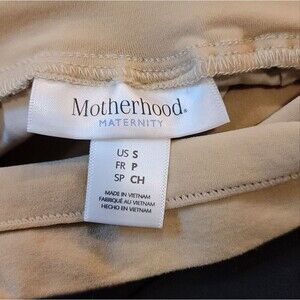 Motherhood®
MATERNITY
US S
FR P
SP CH
MADE IN VIETNAM
FABRIQUÉ AU VIETNAM
HECHO EN VIETNAM